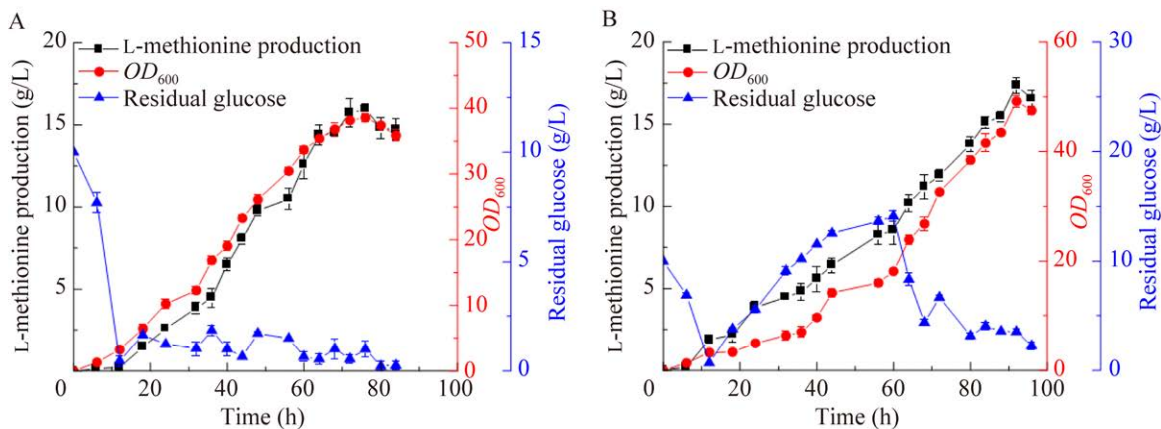 A
L-methionine production
OD600
Residual glucose
L-methionine production (g/L)
20
15
10
5
0
20
40
60
80
100
Time (h)
50
40
30
20
10
0
OD600
15
10
5
0
Residual glucose (g/L)
B
L-methionine production
OD600
Residual glucose
L-methionine production (g/L)
20
15
10
5
0
20
40
60
80
100
Time (h)
60
40
20
0
OD600
30
20
10
0
Residual glucose (g/L)